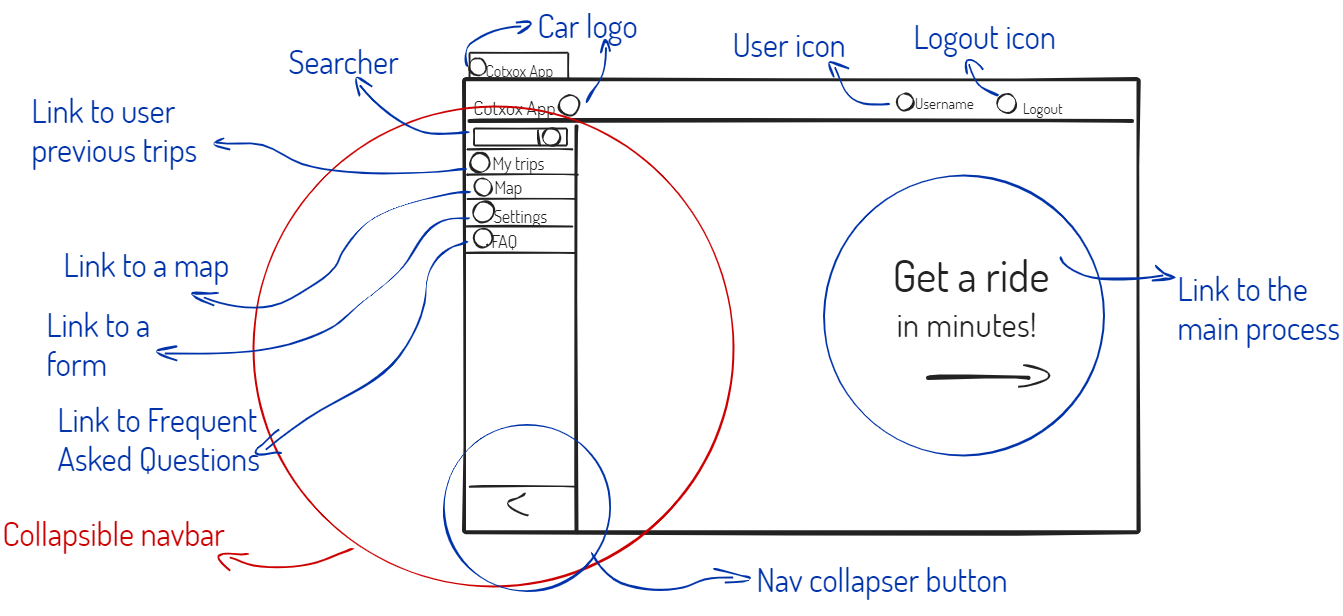 Car logo
User icon
Logout icon
Searcher
Cotxox App
Cotxox App
Username
Logout
Link to user
previous trips
My trips
Map
Settings
FAQ
Link to a map
Link to a
form
Link to Frequent
Asked Questions
Get a ride
in minutes!
Link to the
main process
Collapsible navbar
Nav collapser button